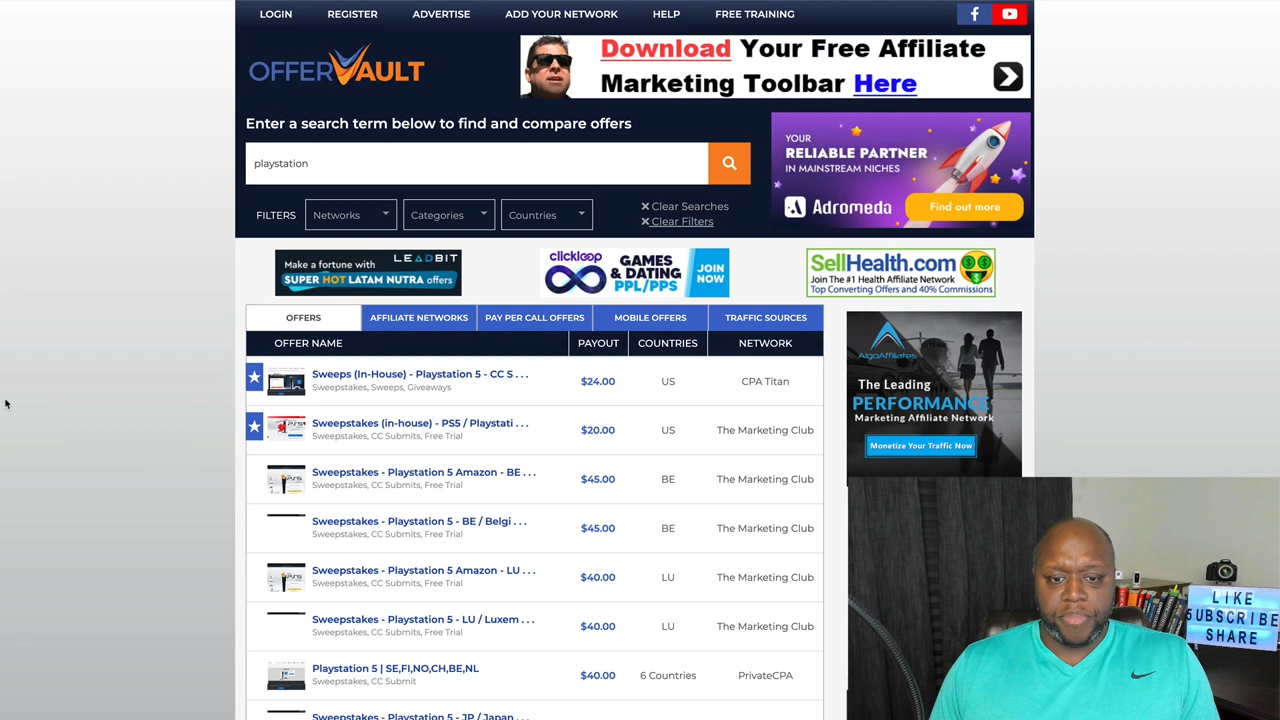 LOGIN REGISTER ADVERTISE ADD YOUR NETWORK HELP FREE TRAINING
OFFERVAULT
Download Your Free Affiliate
Marketing Toolbar Here
Enter a search term below to find and compare offers
playstation
YOUR
RELIABLE PARTNER
IN MAINSTREAM NICHES
Adromeda
Find out more
FILTERS Networks Categories Countries
Clear Searches
Clear Filters
Make a fortune with LEADBIT
SUPER HOT LATAM NUTRA offers
clickloop
GAMES
& DATING
PPL/PPS
JOIN
NOW
SellHealth.com
Join The #1 Health Affiliate Network
Top Converting Offers and 40% Commissions
OFFERS AFFILIATE NETWORKS PAY PER CALL OFFERS MOBILE OFFERS TRAFFIC SOURCES
OFFER NAME PAYOUT COUNTRIES NETWORK
Sweeps (In-House) - Playstation 5 - CC S . . . $24.00 US CPA Titan
Sweepstakes, Sweeps, Giveaways
Sweepstakes (in-house) - PS5 / Playstati . . . $20.00 US The Marketing Club
Sweepstakes, CC Submits, Free Trial
Sweepstakes - Playstation 5 Amazon - BE . . . $45.00 BE The Marketing Club
Sweepstakes, CC Submits, Free Trial
Sweepstakes - Playstation 5 - BE / Belgi . . . $45.00 BE The Marketing Club
Sweepstakes, CC Submits, Free Trial
Sweepstakes - Playstation 5 Amazon - LU . . . $40.00 LU The Marketing Club
Sweepstakes, CC Submits, Free Trial
Sweepstakes - Playstation 5 - LU / Luxem . . . $40.00 LU The Marketing Club
Sweepstakes, CC Submits, Free Trial
Playstation 5 | SE,FI,NO,CH,BE,NL $40.00 6 Countries PrivateCPA
Sweepstakes, CC Submit
Sweepstakes - Playstation 5 - JP / Japan . . .
AlgoAffiliates
The Leading
PERFORMANCE
Marketing Affiliate Network
Monetize Your Traffic Now
LIKE
SUBSCRIBE
SHARE